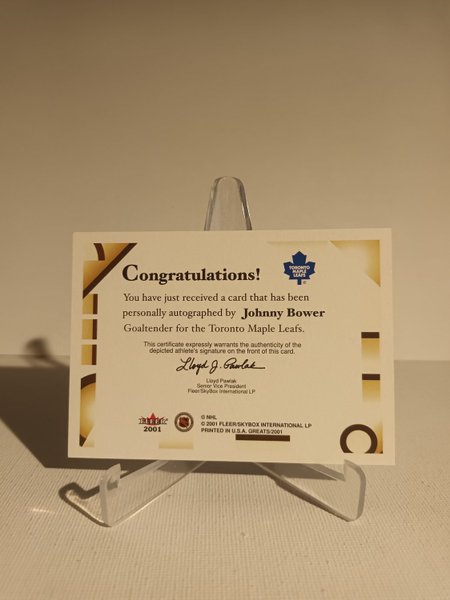 TORONTO
MAPLE
LEAFS
Congratulations!
You have just received a card that has been
personally autographed by Johnny Bower
Goaltender for the Toronto Maple Leafs.
This certificate expressly warrants the authenticity of the
depicted athlete's signature on the front of this card.
Lloyd J. Pawlak
Lloyd Pawlak
Senior Vice President
Fleer/SkyBox International LP
FLEER
2001
© NHL
© 2001 FLEER/SKYBOX INTERNATIONAL LP
PRINTED IN U.S.A. GREATS/2001